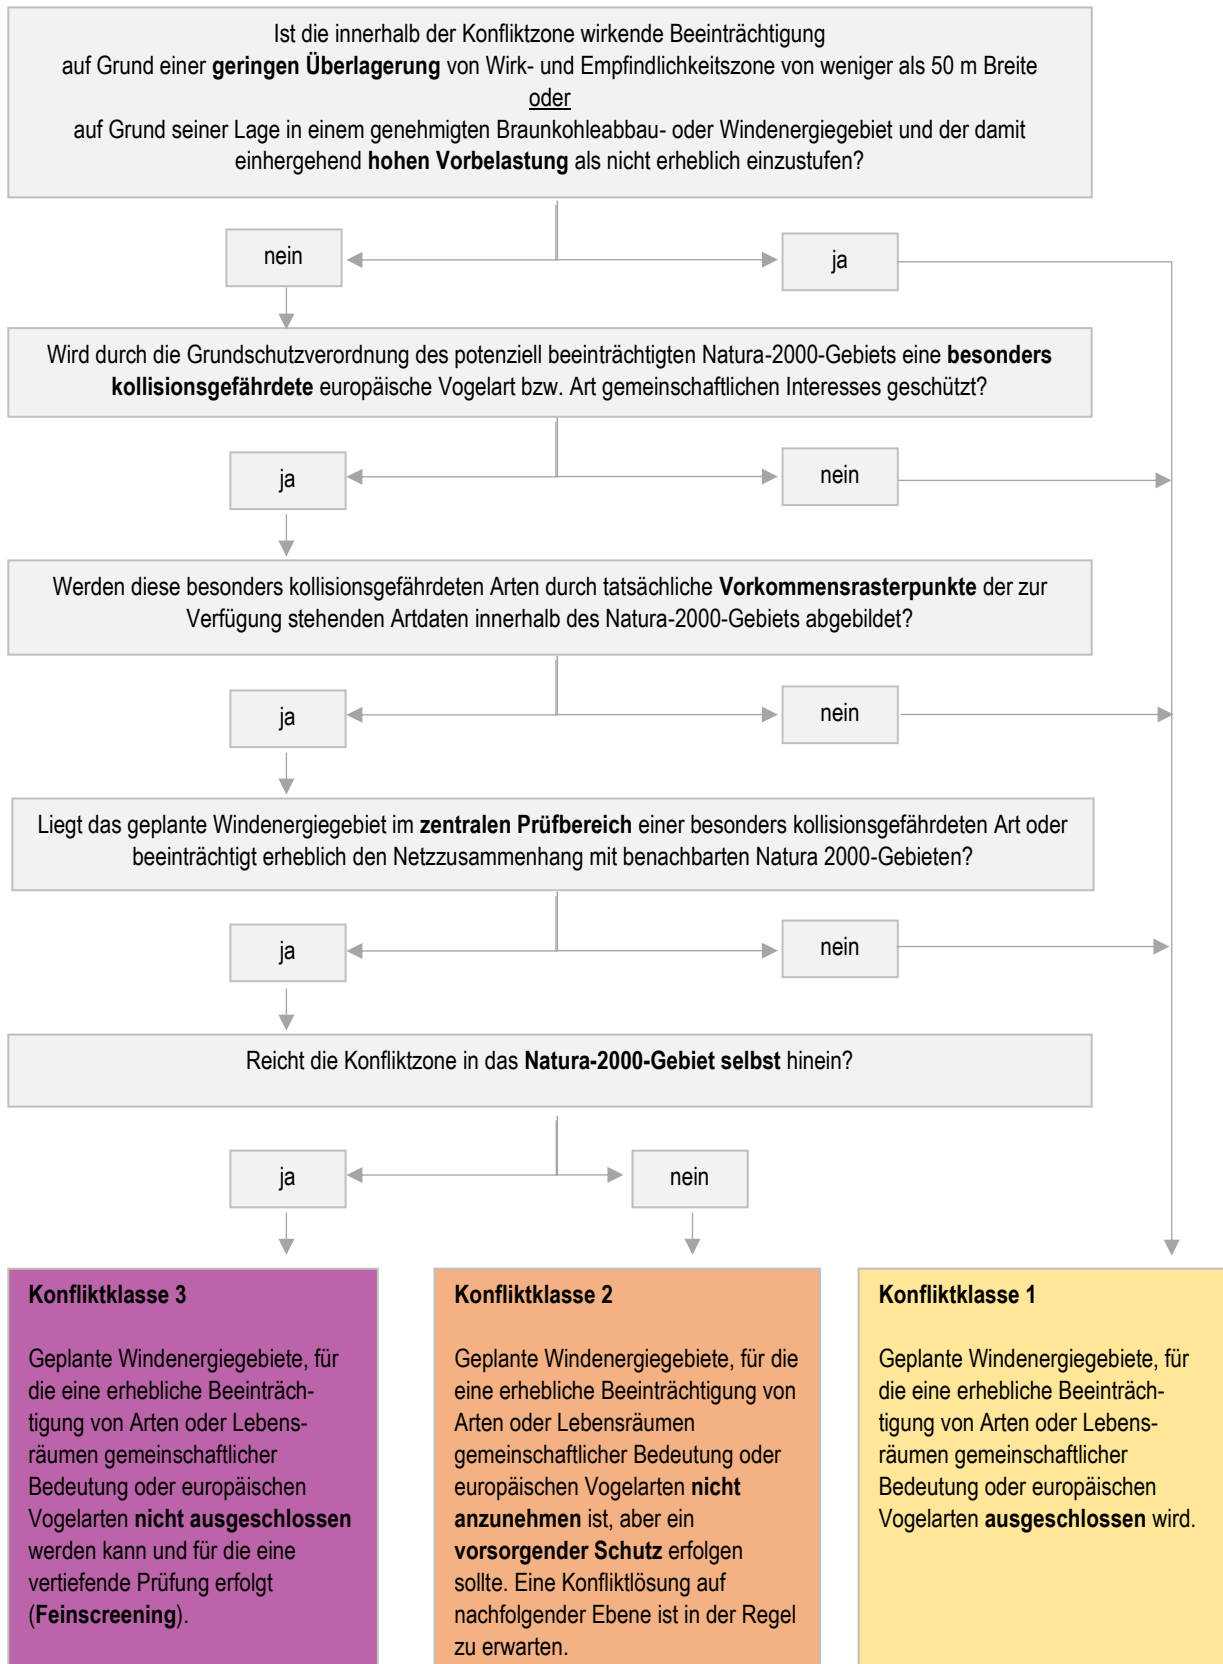 Ist die innerhalb der Konfliktzone wirkende Beeinträchtigung
auf Grund einer geringen Überlagerung von Wirk- und Empfindlichkeitszone von weniger als 50 m Breite
oder
auf Grund seiner Lage in einem genehmigten Braunkohleabbau- oder Windenergiegebiet und der damit
einhergehend hohen Vorbelastung als nicht erheblich einzustufen?
nein
ja
Wird durch die Grundschutzverordnung des potenziell beeinträchtigten Natura-2000-Gebiets eine besonders
kollisionsgefährdete europäische Vogelart bzw. Art gemeinschaftlichen Interesses geschützt?
ja
nein
Werden diese besonders kollisionsgefährdeten Arten durch tatsächliche Vorkommensrasterpunkte der zur
Verfügung stehenden Artdaten innerhalb des Natura-2000-Gebiets abgebildet?
ja
nein
Liegt das geplante Windenergiegebiet im zentralen Prüfbereich einer besonders kollisionsgefährdeten Art oder
beeinträchtigt erheblich den Netzzusammenhang mit benachbarten Natura 2000-Gebieten?
ja
nein
Reicht die Konfliktzone in das Natura-2000-Gebiet selbst hinein?
ja
nein
Konfliktklasse 3
Geplante Windenergiegebiete, für
die eine erhebliche Beeinträch-
tigung von Arten oder Lebens-
räumen gemeinschaftlicher
Bedeutung oder europäischen
Vogelarten nicht ausgeschlossen
werden kann und für die eine
vertiefende Prüfung erfolgt
(Feinscreening).
Konfliktklasse 2
Geplante Windenergiegebiete, für die
eine erhebliche Beeinträchtigung von
Arten oder Lebensräumen
gemeinschaftlicher Bedeutung oder
europäischen Vogelarten nicht
anzunehmen ist, aber ein
vorsorgender Schutz erfolgen
sollte. Eine Konfliktlösung auf
nachfolgender Ebene ist in der Regel
zu erwarten.
Konfliktklasse 1
Geplante Windenergiegebiete, für
die eine erhebliche Beeinträch-
tigung von Arten oder Lebens-
räumen gemeinschaftlicher
Bedeutung oder europäischen
Vogelarten ausgeschlossen wird.